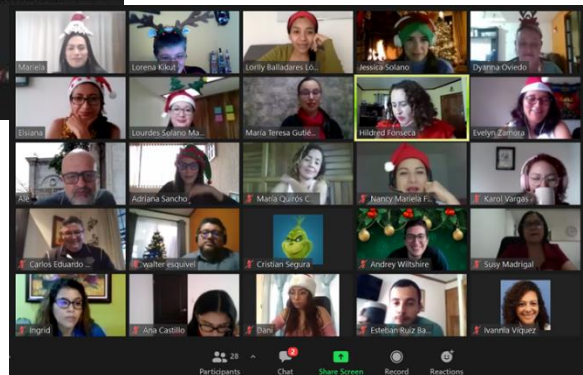 Mariela
Lorena Kikut
Lorlly Balladares Ló...
Jessica Solano
Dyanna Oviedo
Elsiana
Lourdes Solano Ma...
María Teresa Gutié...
Hildred Fonseca
Evelyn Zamora
Ale
Adriana Sancho
María Quirós C...
Nancy Mariela F...
Karol Vargas
Carlos Eduardo ...
walter esquivel
Cristian Segura
Andrey Wiltshire
Susy Madrigal
Ingrid
Ana Castillo
Dani
Esteban Ruiz Ba...
Ivannia Víquez
28
2
Participants
Chat
Share Screen
Record
Reactions